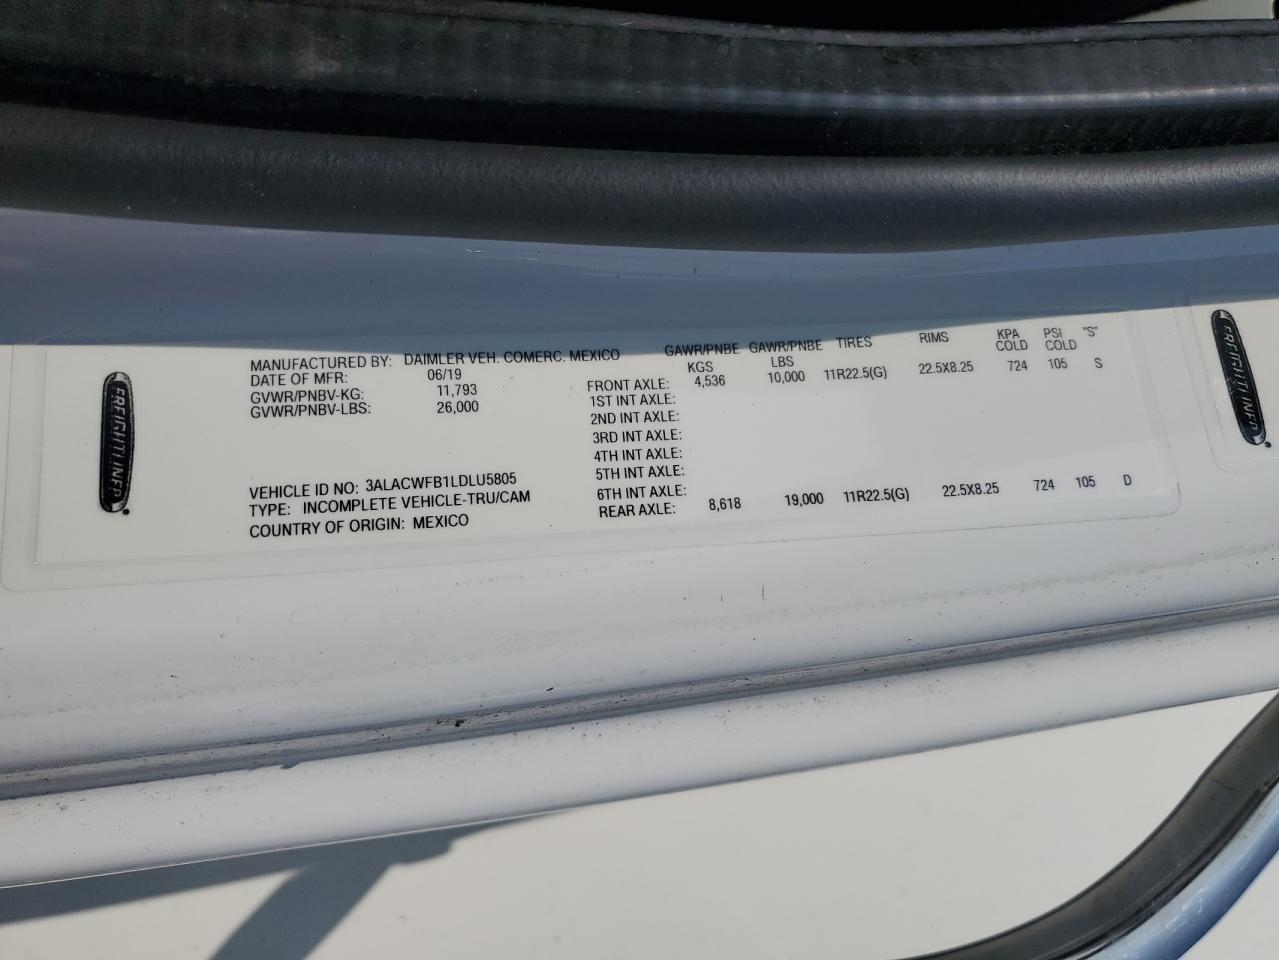 FREIGHTLINER
MANUFACTURED BY: DAIMLER VEH. COMERC. MEXICO
DATE OF MFR: 06/19
GVWR/PNBV-KG: 11,793
GVWR/PNBV-LBS: 26,000
VEHICLE ID NO: 3ALACWFB1LDLU5805
TYPE: INCOMPLETE VEHICLE-TRU/CAM
COUNTRY OF ORIGIN: MEXICO
GAWR/PNBE KGS GAWR/PNBE LBS TIRES RIMS KPA COLD PSI COLD "S"
FRONT AXLE: 4,536 10,000 11R22.5(G) 22.5X8.25 724 105 S
1ST INT AXLE:
2ND INT AXLE:
3RD INT AXLE:
4TH INT AXLE:
5TH INT AXLE:
6TH INT AXLE:
REAR AXLE: 8,618 19,000 11R22.5(G) 22.5X8.25 724 105 D
FREIGHTLINER